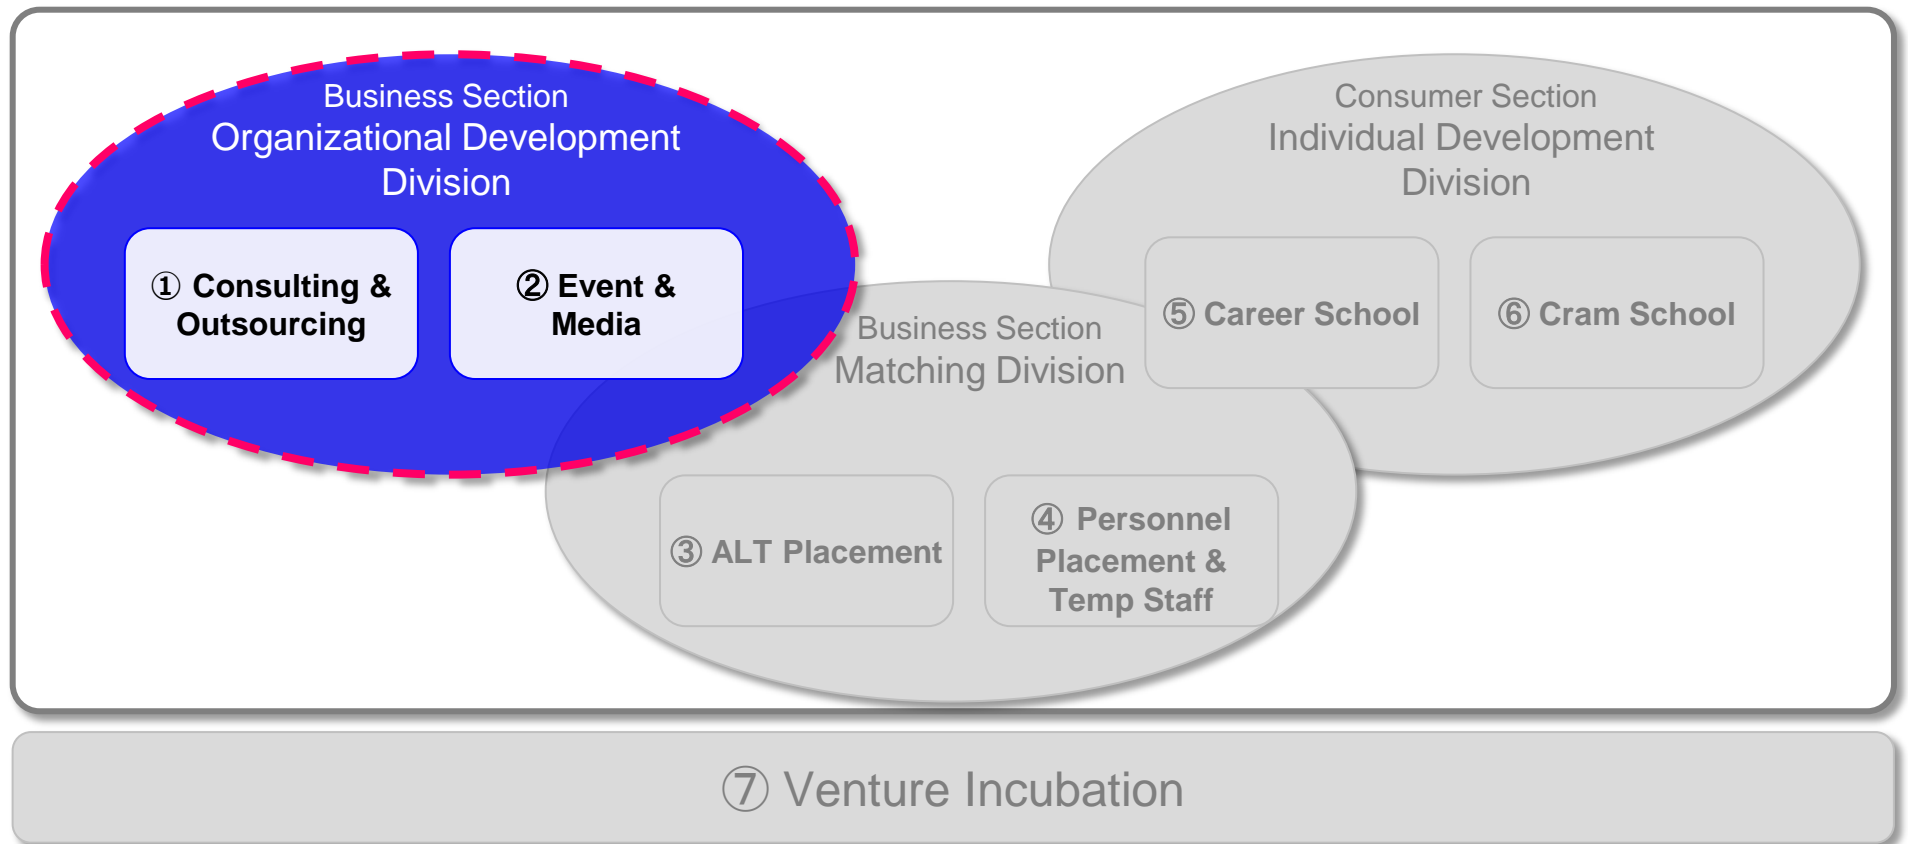 Business Section
Organizational Development
Division
① Consulting &
Outsourcing
② Event &
Media
Business Section
Matching Division
③ ALT Placement
④ Personnel
Placement &
Temp Staff
Consumer Section
Individual Development
Division
⑤ Career School
⑥ Cram School
⑦ Venture Incubation